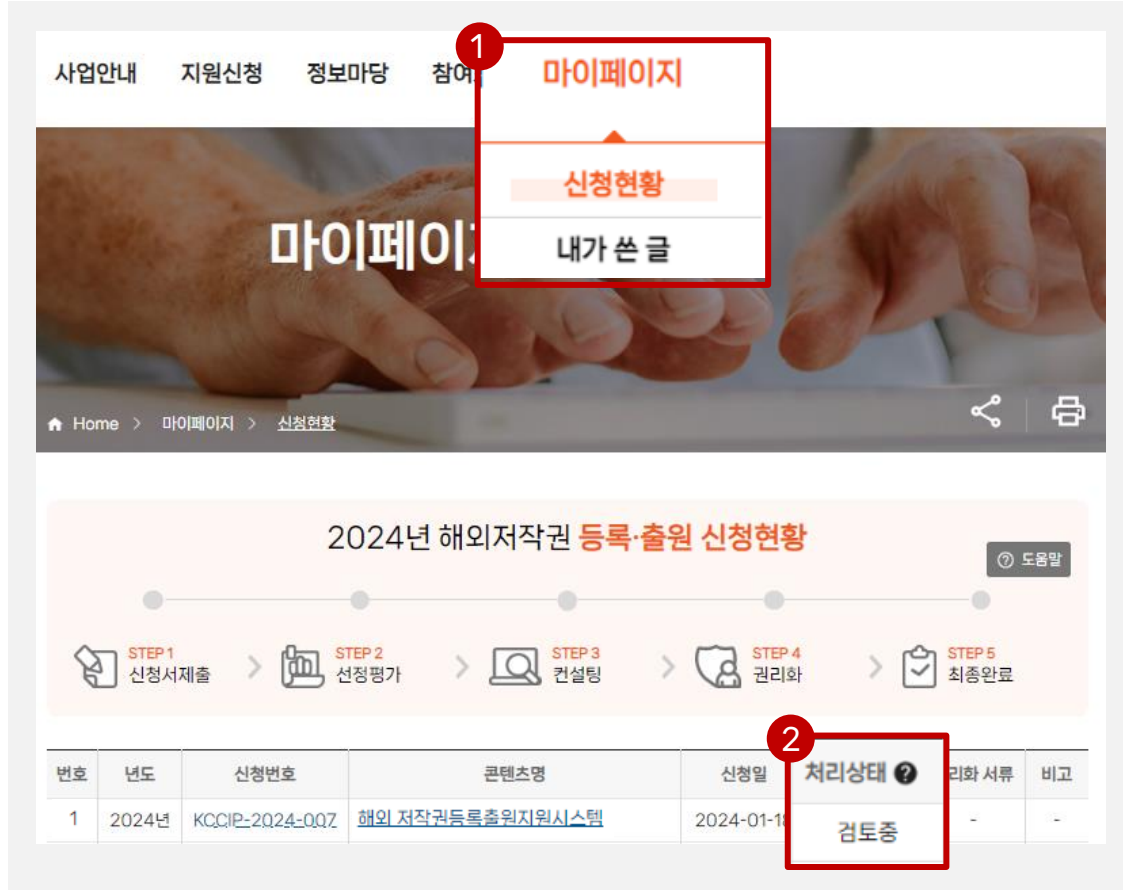 1
사업안내 지원신청 정보마당 참여 마이페이지
신청현황
내가 쓴 글
마이페이지
Home > 마이페이지 > 신청현황
2024년 해외저작권 등록·출원 신청현황
도움말
STEP 1 STEP 2 STEP 3 STEP 4 STEP 5
신청서제출 > 선정평가 > 컨설팅 > 권리화 > 최종완료
2
번호 년도 신청번호 콘텐츠명 신청일 처리상태 ? 리화 서류 비고
1 2024년 KCCIP-2024-007 해외 저작권등록출원지원시스템 2024-01-18 검토중 - -